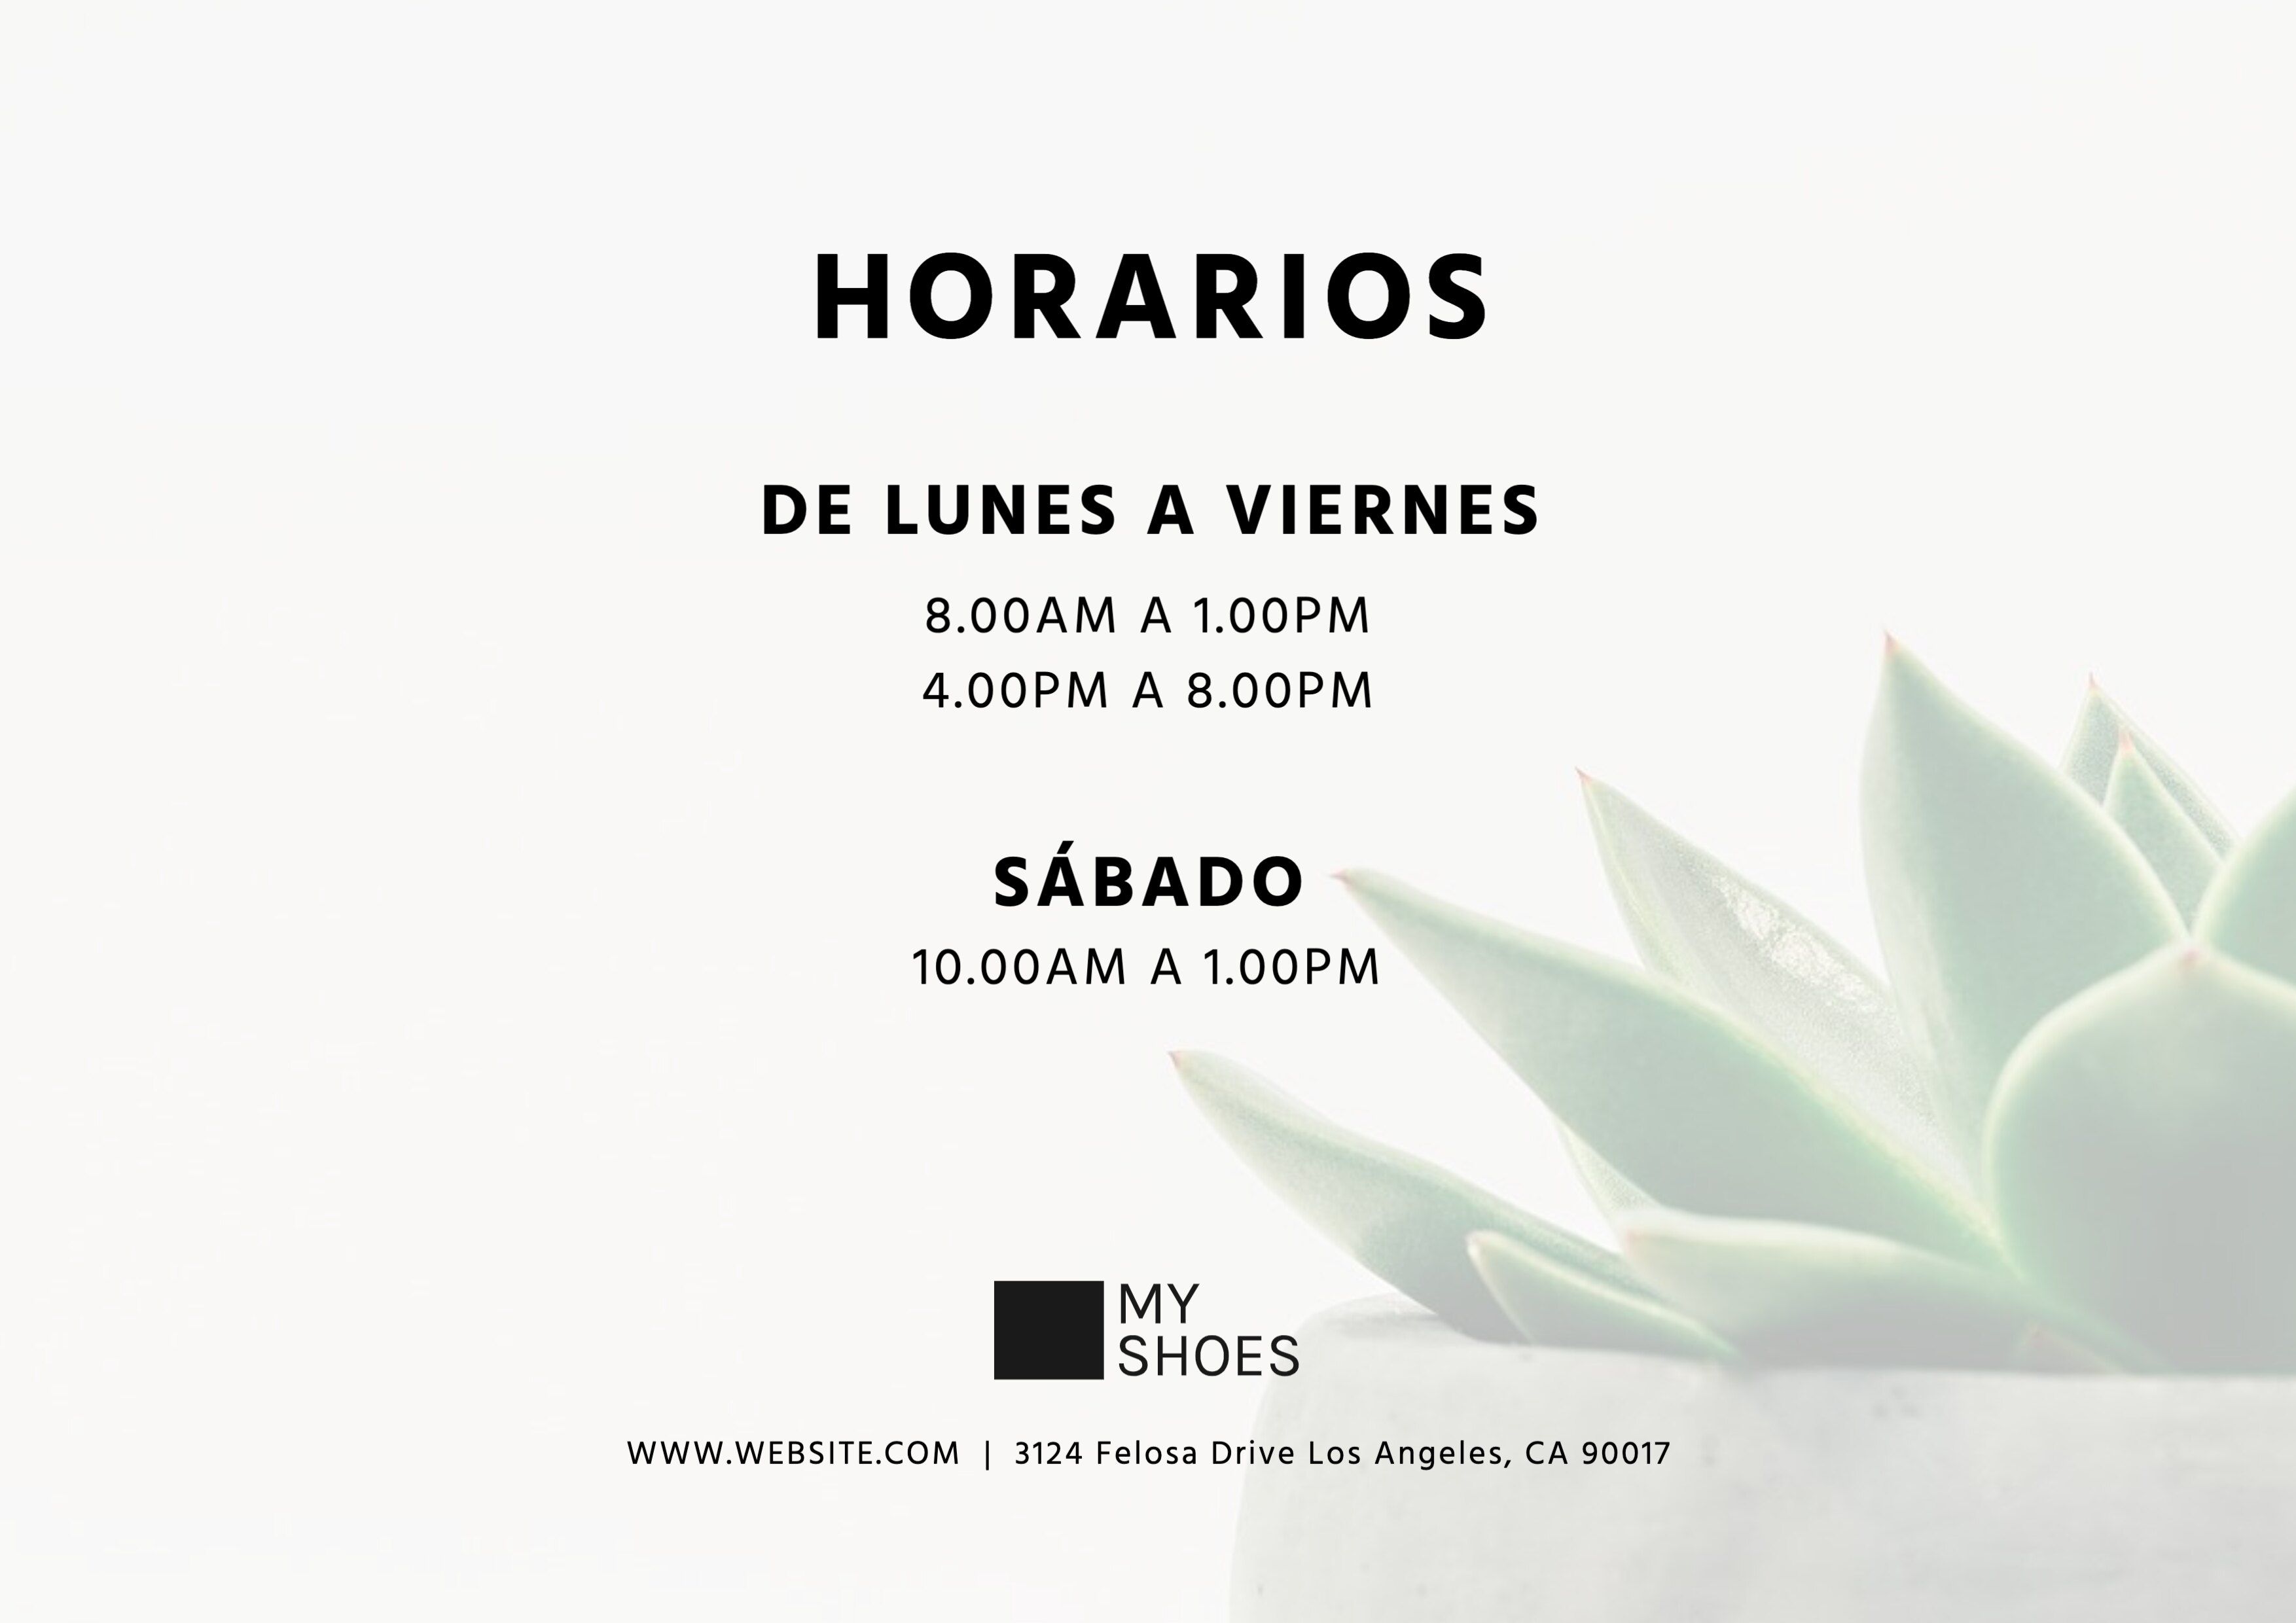 HORARIOS
DE LUNES A VIERNES
8.00AM A 1.00PM
4.00PM A 8.00PM
SÁBADO
10.00AM A 1.00PM
MY
SHOES
WWW.WEBSITE.COM | 3124 Felosa Drive Los Angeles, CA 90017